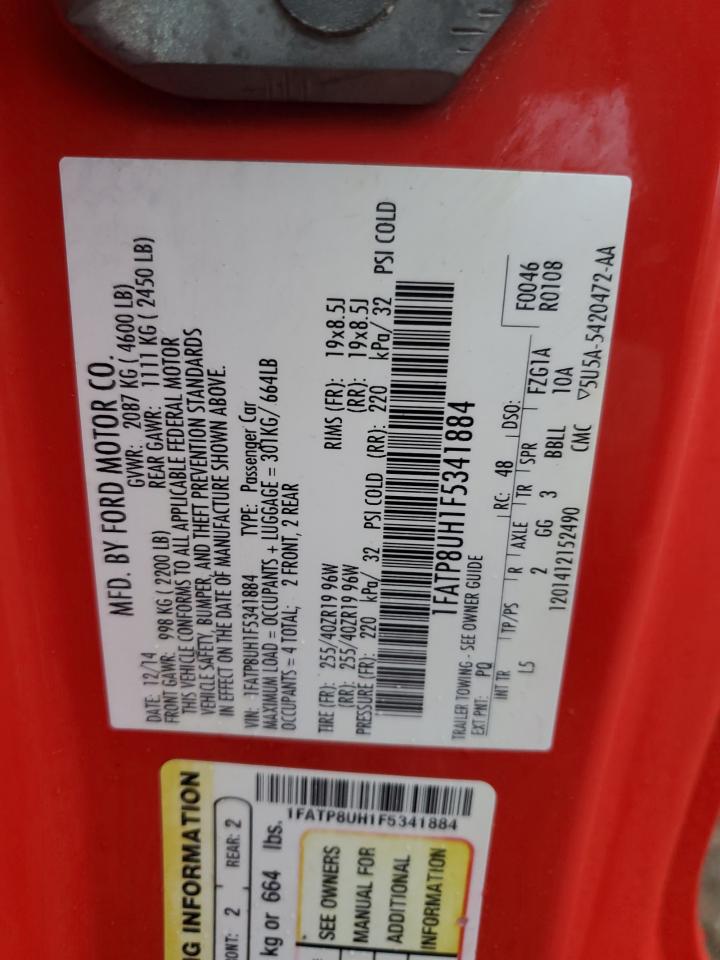 MFD. BY FORD MOTOR CO.
DATE: 12/14 GVWR: 2087 KG ( 4600 LB)
FRONT GAWR: 998 KG ( 2200 LB) REAR GAWR: 1111 KG ( 2450 LB)
THIS VEHICLE CONFORMS TO ALL APPLICABLE FEDERAL MOTOR
VEHICLE SAFETY, BUMPER, AND THEFT PREVENTION STANDARDS
IN EFFECT ON THE DATE OF MANUFACTURE SHOWN ABOVE.
VIN: 1FATP8UH1F5341884 TYPE: Passenger Car
MAXIMUM LOAD = OCCUPANTS + LUGGAGE = 301KG/ 664LB
OCCUPANTS = 4 TOTAL; 2 FRONT, 2 REAR
TIRE (FR): 255/40ZR19 96W RIMS (FR): 19x8.5J
(RR): 255/40ZR19 96W (RR): 19x8.5J
PRESSURE (FR): 220 kPa/ 32 PSI COLD (RR): 220 kPa/ 32 PSI COLD
1FATP8UH1F5341884
TRAILER TOWING - SEE OWNER GUIDE
EXT PNT: PQ RC: 48 DSO: F0046
INT TR TP/PS R AXLE TR SPR FZG1A R0108
L5 2 GG 3 BBLL 10A
1201412152490 CMC ▽5U5A-5420472-AA
NG INFORMATION
ONT: 2 REAR: 2
kg or 664 lbs.
1FATP8UH1F5341884
SEE OWNERS
MANUAL FOR
ADDITIONAL
INFORMATION